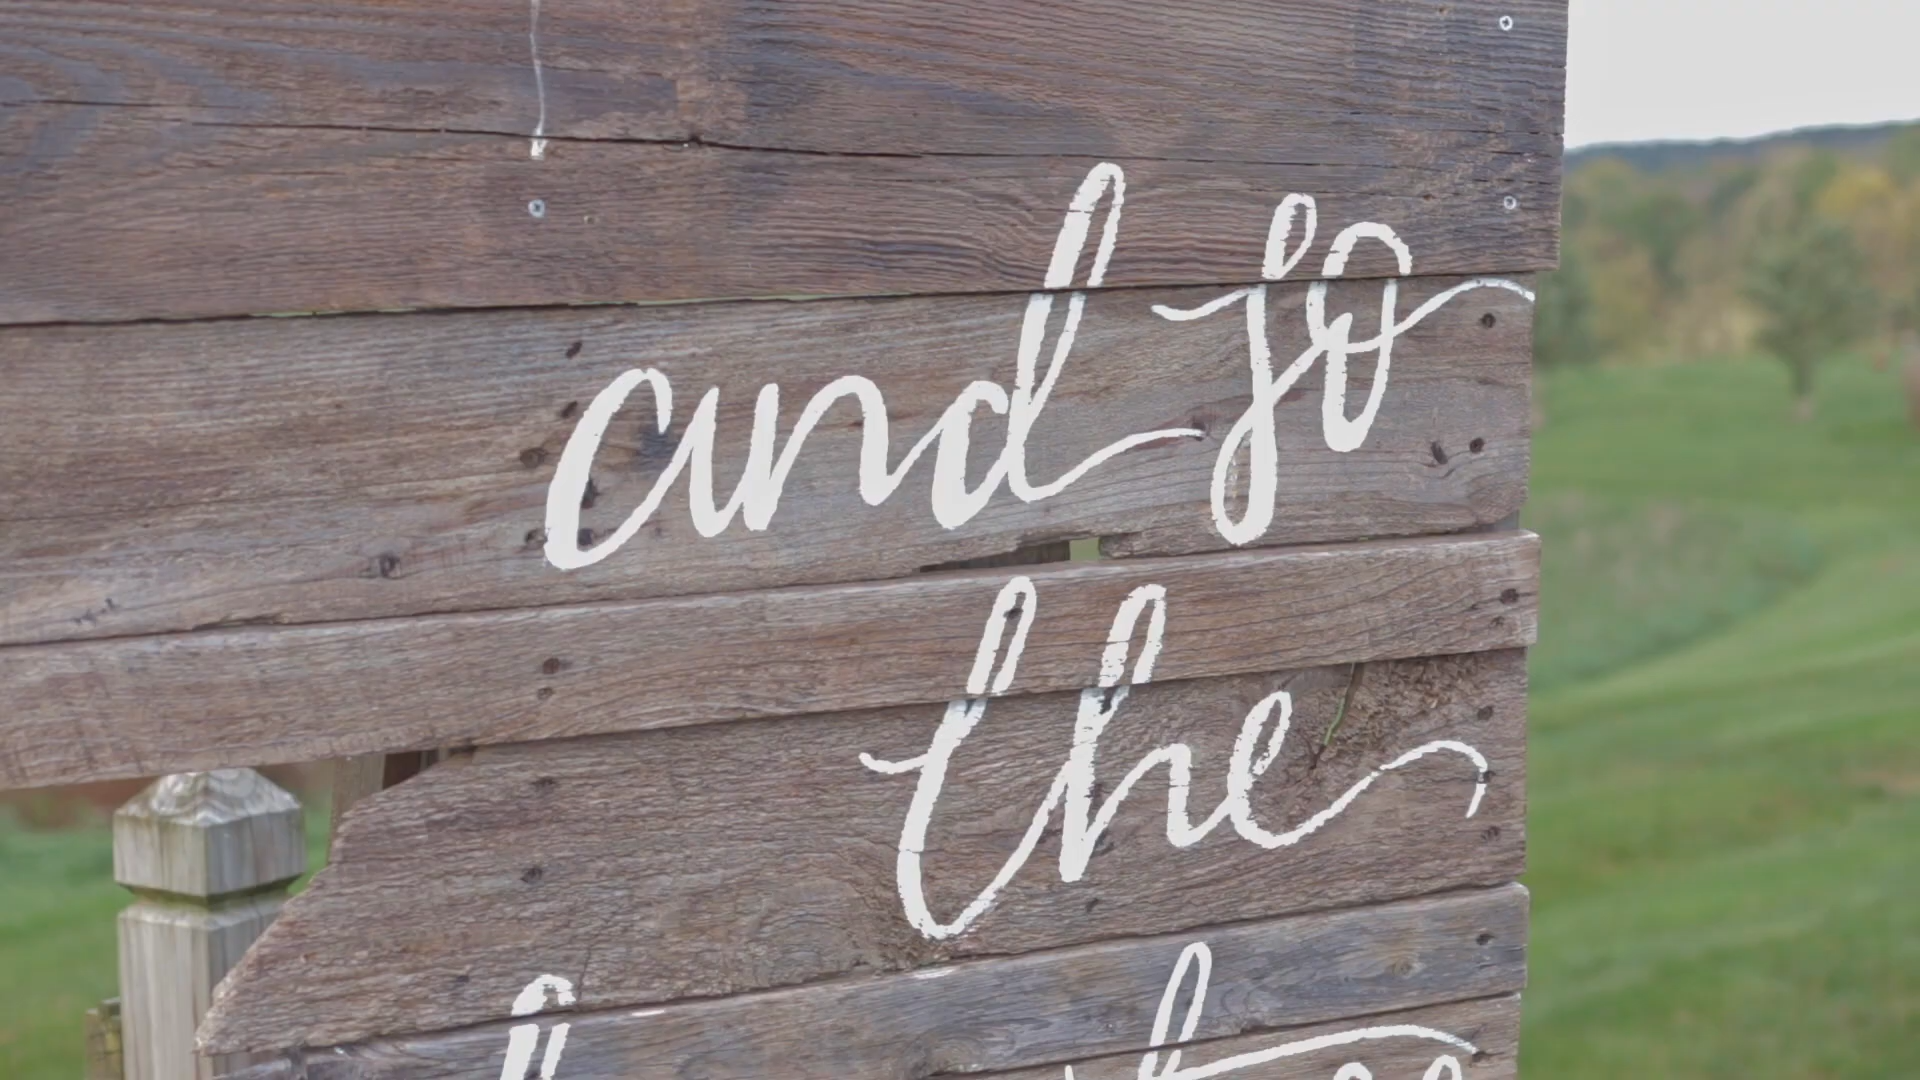 and so
the